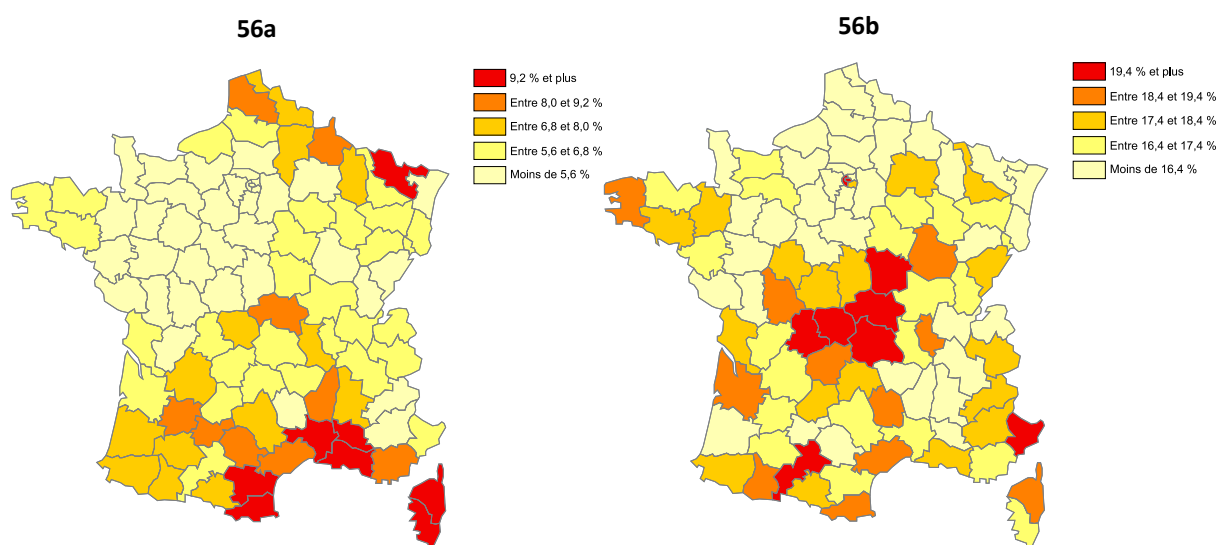 56a
9,2 % et plus
Entre 8,0 et 9,2 %
Entre 6,8 et 8,0 %
Entre 5,6 et 6,8 %
Moins de 5,6 %
56b
19,4 % et plus
Entre 18,4 et 19,4 %
Entre 17,4 et 18,4 %
Entre 16,4 et 17,4 %
Moins de 16,4 %